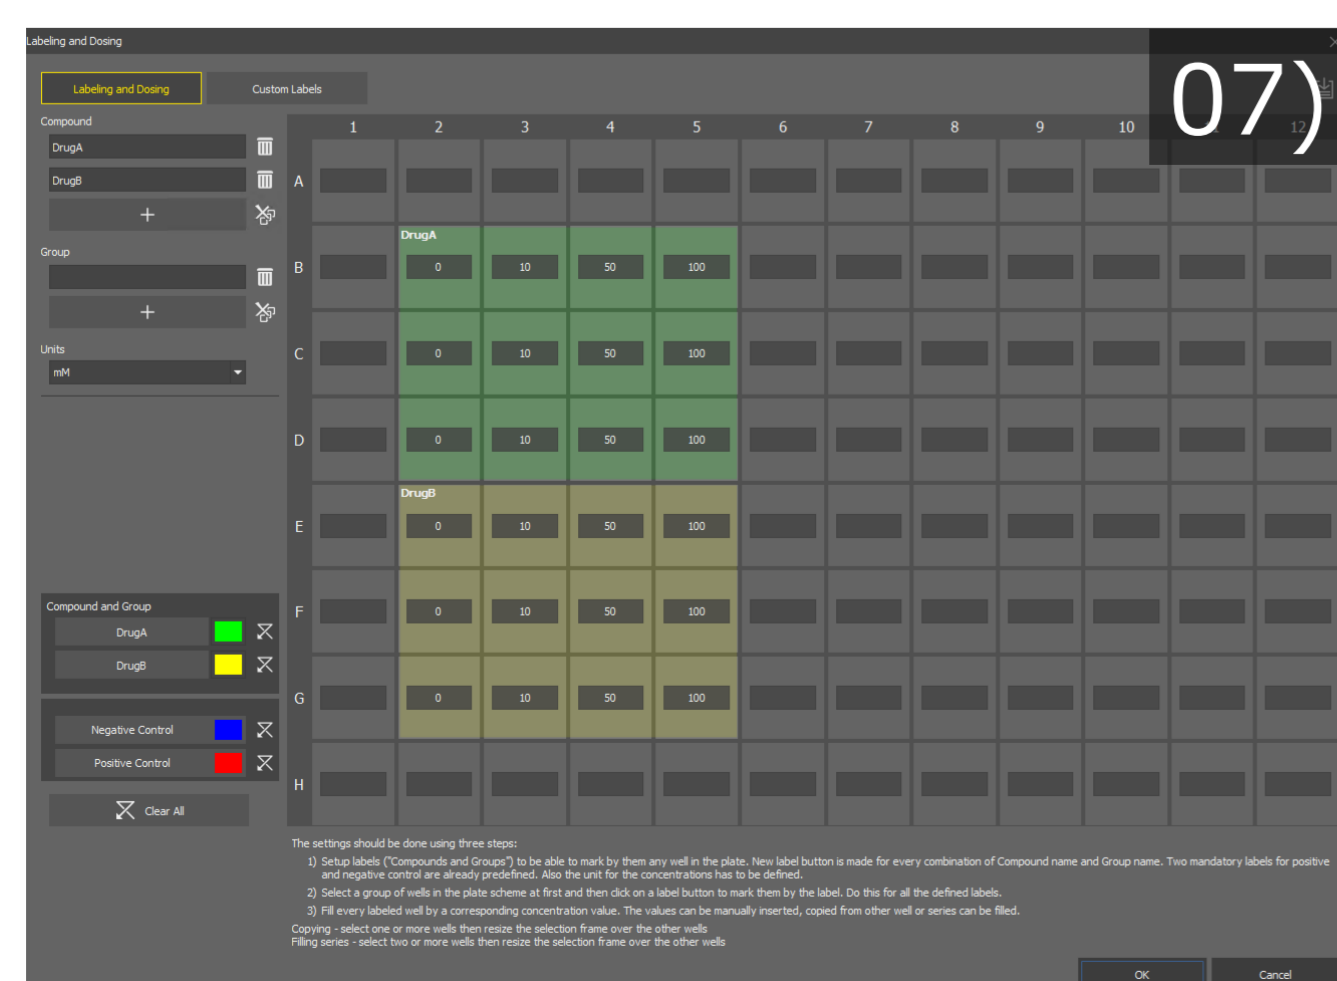 Labeling and Dosing
07)
Labeling and Dosing
Custom Labels
Compound
DrugA
DrugB
+
Group
+
Units
mM
1 2 3 4 5 6 7 8 9 10 12
A
DrugA
B 0 10 50 100
C 0 10 50 100
D 0 10 50 100
DrugB
E 0 10 50 100
F 0 10 50 100
G 0 10 50 100
H
Compound and Group
DrugA
DrugB
Negative Control
Positive Control
Clear All
The settings should be done using three steps:
1) Setup labels ("Compounds and Groups") to be able to mark by them any well in the plate. New label button is made for every combination of Compound name and Group name. Two mandatory labels for positive
and negative control are already predefined. Also the unit for the concentrations has to be defined.
2) Select a group of wells in the plate scheme at first and then click on a label button to mark them by the label. Do this for all the defined labels.
3) Fill every labeled well by a corresponding concentration value. The values can be manually inserted, copied from other well or series can be filled.
Copying - select one or more wells then resize the selection frame over the other wells
Filling series - select two or more wells then resize the selection frame over the other wells
OK
Cancel